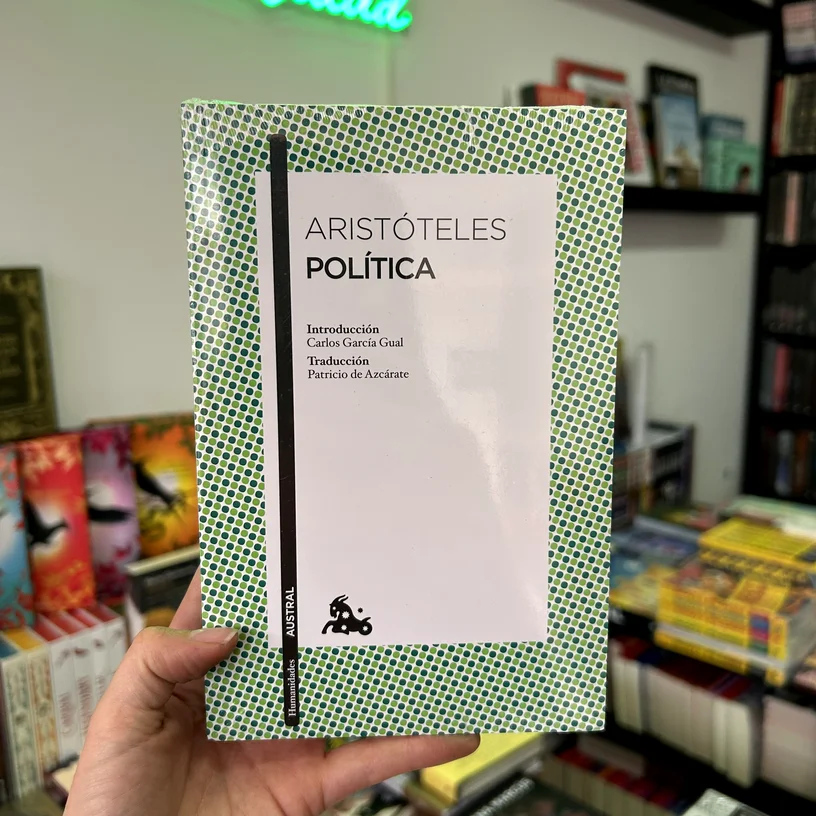 ARISTÓTELES
POLÍTICA
Introducción
Carlos García Gual
Traducción
Patricio de Azcárate
AUSTRAL
Humanidades